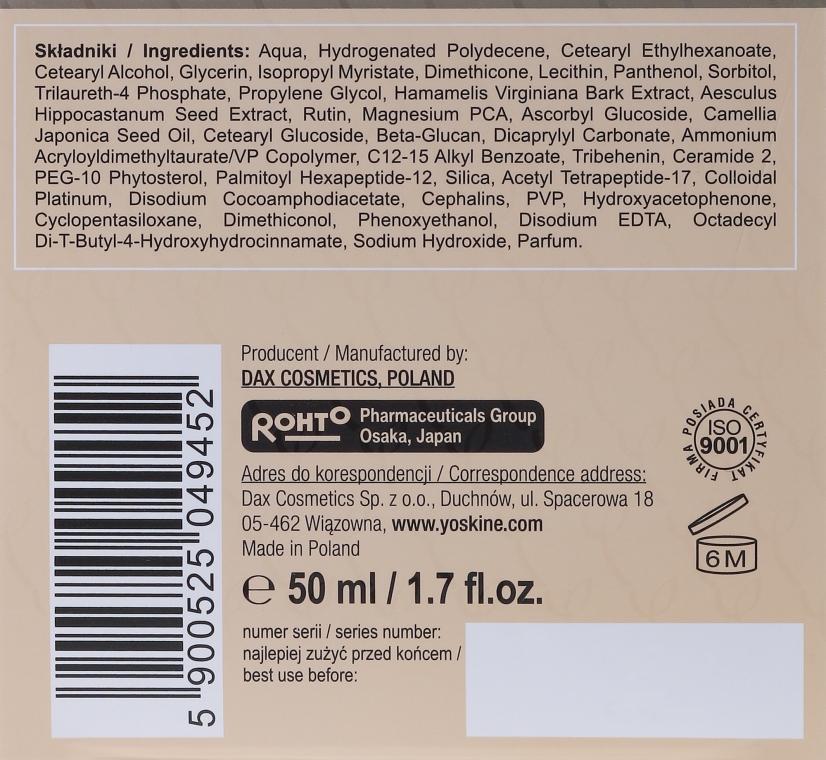 Składniki / Ingredients: Aqua, Hydrogenated Polydecene, Cetearyl Ethylhexanoate,
Cetearyl Alcohol, Glycerin, Isopropyl Myristate, Dimethicone, Lecithin, Panthenol, Sorbitol,
Trilaureth-4 Phosphate, Propylene Glycol, Hamamelis Virginiana Bark Extract, Aesculus
Hippocastanum Seed Extract, Rutin, Magnesium PCA, Ascorbyl Glucoside, Camellia
Japonica Seed Oil, Cetearyl Glucoside, Beta-Glucan, Dicaprylyl Carbonate, Ammonium
Acryloyldimethyltaurate/VP Copolymer, C12-15 Alkyl Benzoate, Tribehenin, Ceramide 2,
PEG-10 Phytosterol, Palmitoyl Hexapeptide-12, Silica, Acetyl Tetrapeptide-17, Colloidal
Platinum, Disodium Cocoamphodiacetate, Cephalins, PVP, Hydroxyacetophenone,
Cyclopentasiloxane, Dimethiconol, Phenoxyethanol, Disodium EDTA, Octadecyl
Di-T-Butyl-4-Hydroxyhydrocinnamate, Sodium Hydroxide, Parfum.
5 900525 049452
Producent / Manufactured by:
DAX COSMETICS, POLAND
ROHTO
Pharmaceuticals Group
Osaka, Japan
Adres do korespondencji / Correspondence address:
Dax Cosmetics Sp. z o.o., Duchnów, ul. Spacerowa 18
05-462 Wiązowna, www.yoskine.com
Made in Poland
℮ 50 ml / 1.7 fl.oz.
numer serii / series number:
najlepiej zużyć przed końcem /
best use before:
FIRMA POSIADA CERTYFIKAT
ISO
9001
6M